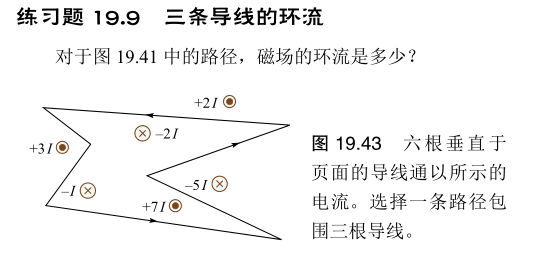 练习题 19.9 三条导线的环流
对于图 19.41 中的路径，磁场的环流是多少？
+2I
−2I
+3I
−I
−5I
+7I
图 19.43 六根垂直于
页面的导线通以所示的
电流。选择一条路径包
围三根导线。